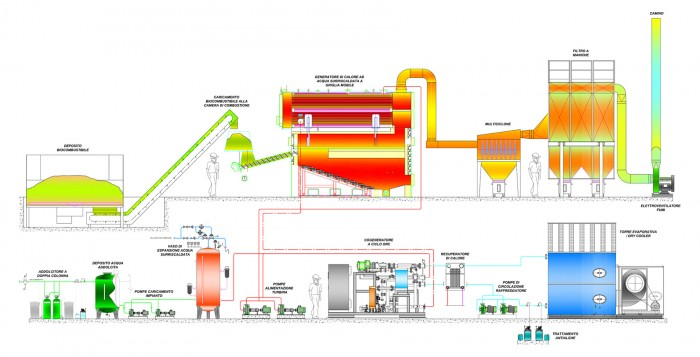 CAMINO
FILTRO A
MANICHE
GENERATORE DI CALORE AD
ACQUA SURRISCALDATA A
GRIGLIA MOBILE
CARICAMENTO
BIOCOMBUSTIBILE ALLA
CAMERA DI COMBUSTIONE
MULTICICLONE
DEPOSITO
BIOCOMBUSTIBILE
ELETTROVENTILATORE
FUMI
TORRE EVAPORATIVA
/ DRY COOLER
COGENERATORE
A CICLO ORC
VASO DI
ESPANSIONE ACQUA
SURRISCALDATA
RECUPERATORE
DI CALORE
DEPOSITO ACQUA
ADDOLCITA
ADDOLCITORE A
DOPPIA COLONNA
POMPE
ALIMENTAZIONE
TURBINA
POMPE DI
CIRCOLAZIONE
RAFFREDDATORE
POMPE CARICAMENTO
IMPIANTO
TRATTAMENTO
ANTIALGHE